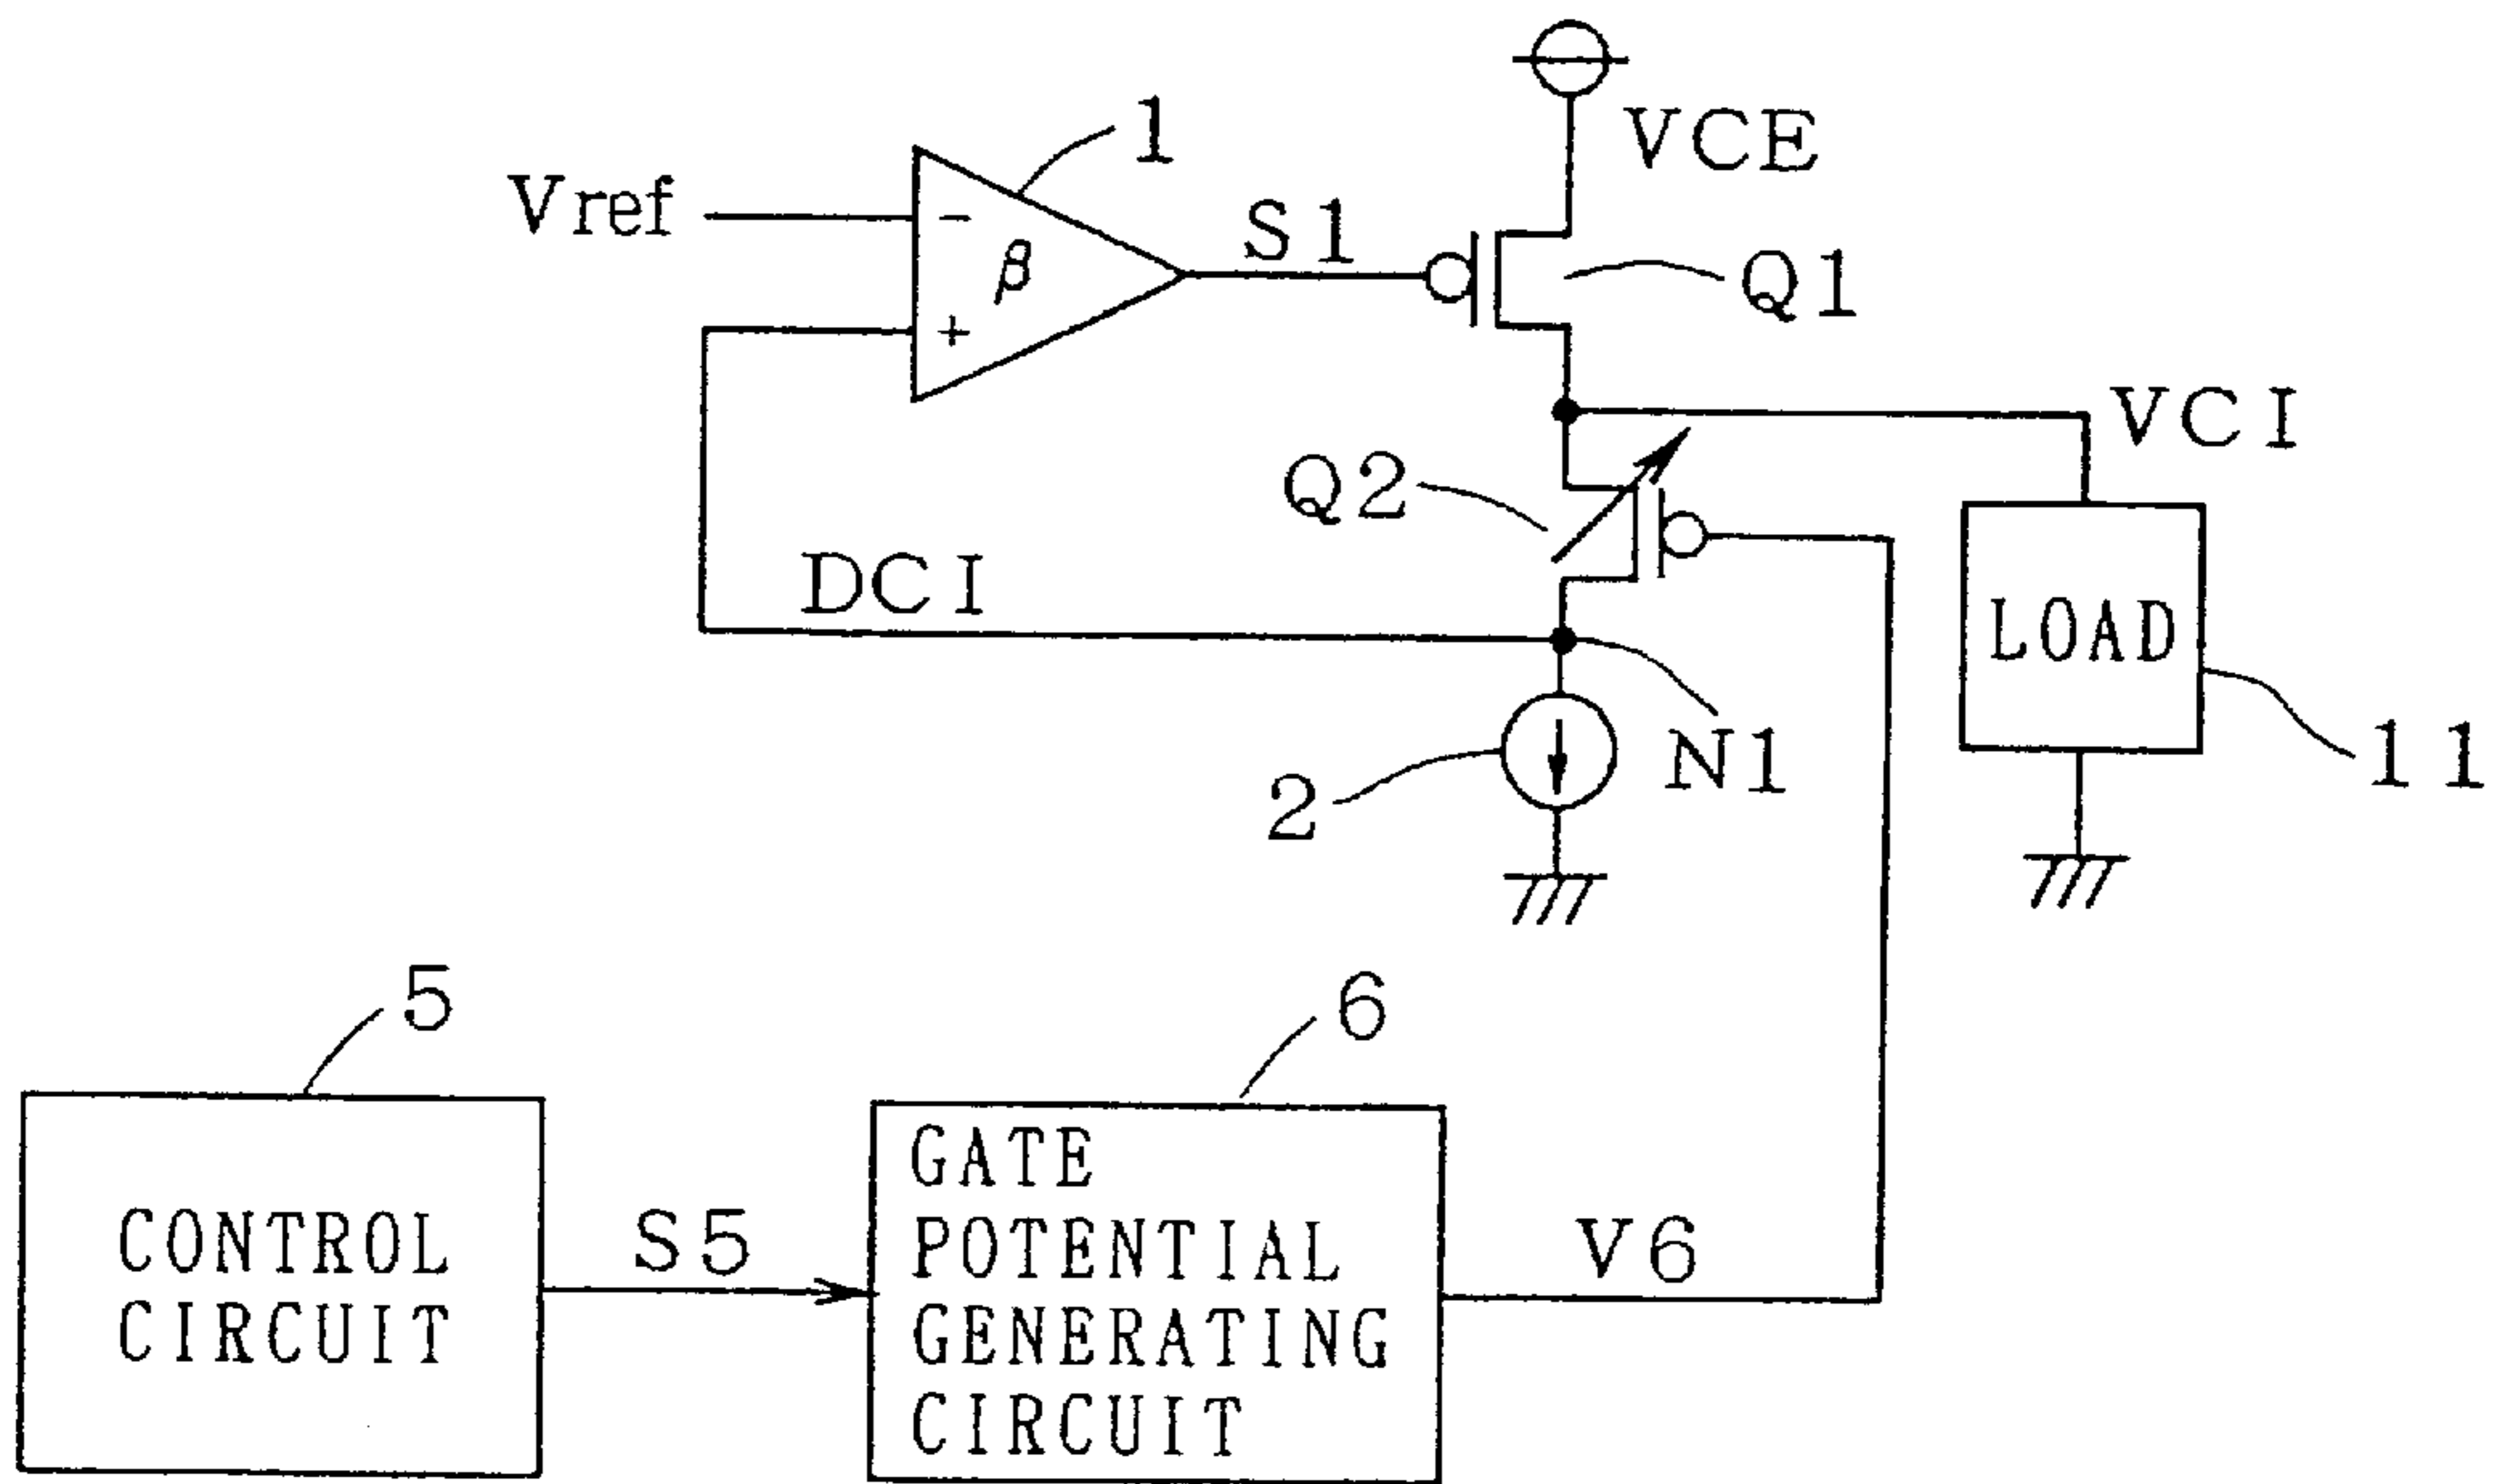 VCE
1
Vref
S1
-
β
+
Q1
VCI
Q2
DCI
LOAD
N1
2
11
5
6
CONTROL
CIRCUIT
S5
GATE
POTENTIAL
GENERATING
CIRCUIT
V6